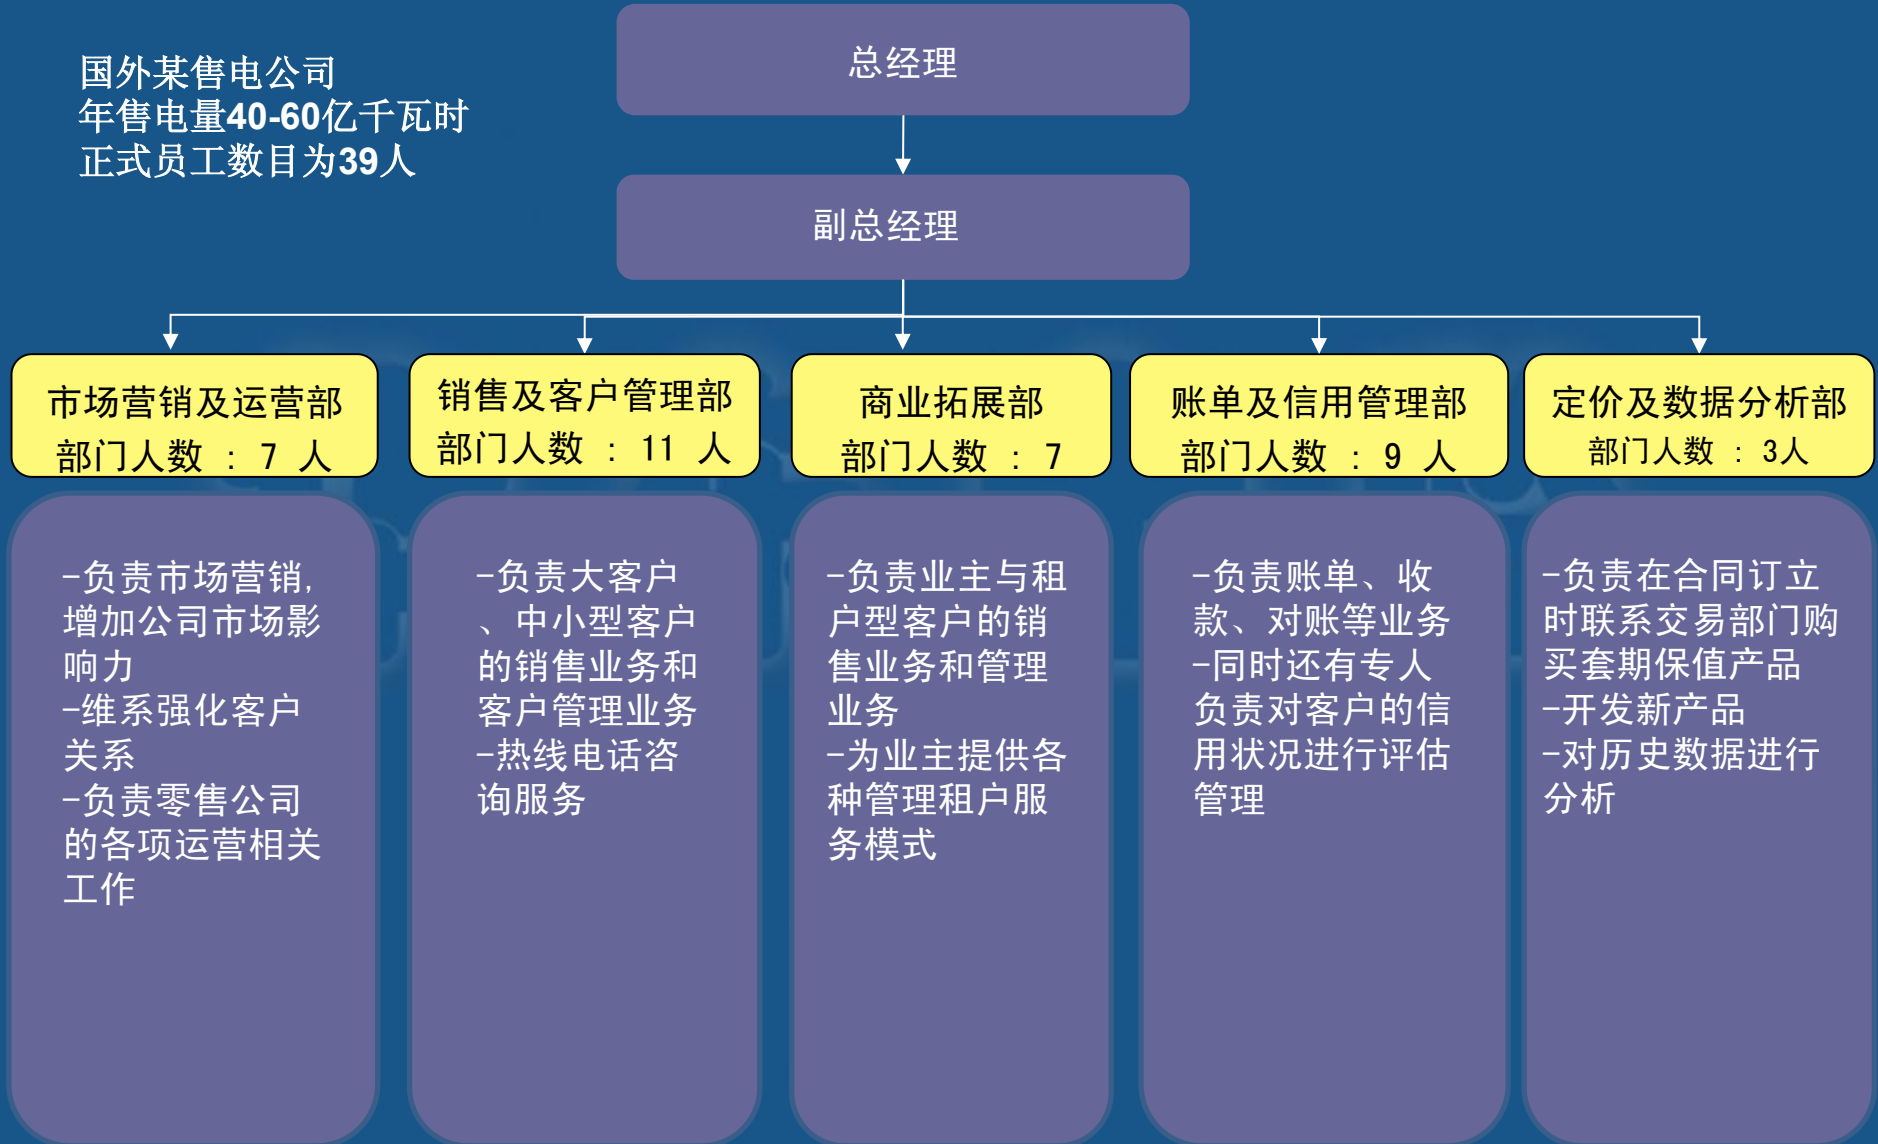 国外某售电公司
年售电量40-60亿千瓦时
正式员工数目为39人
总经理
副总经理
市场营销及运营部
部门人数 : 7 人
销售及客户管理部
部门人数 : 11 人
商业拓展部
部门人数 : 7
账单及信用管理部
部门人数 : 9 人
定价及数据分析部
部门人数 : 3人
-负责市场营销,
增加公司市场影
响力
-维系强化客户
关系
-负责零售公司
的各项运营相关
工作
-负责大客户
、中小型客户
的销售业务和
客户管理业务
-热线电话咨
询服务
-负责业主与租
户型客户的销
售业务和管理
业务
-为业主提供各
种管理租户服
务模式
-负责账单、收
款、对账等业务
-同时还有专人
负责对客户的信
用状况进行评估
管理
-负责在合同订立
时联系交易部门购
买套期保值产品
-开发新产品
-对历史数据进行
分析